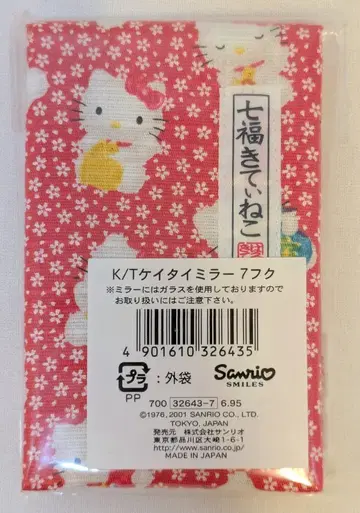 七福きてぃねこ
K/Tケイタイミラー 7フク
※ミラーにはガラスを使用しておりますので
お取り扱いにはご注意下さい。
4 901610 326435
プラ : 外袋
PP
Sanrio
SMILES
700 32643-7 6.95
©1976, 2001 SANRIO CO., LTD.
TOKYO, JAPAN
発売元 株式会社サンリオ
東京都品川区大崎1-6-1
http://www.sanrio.co.jp/
MADE IN JAPAN